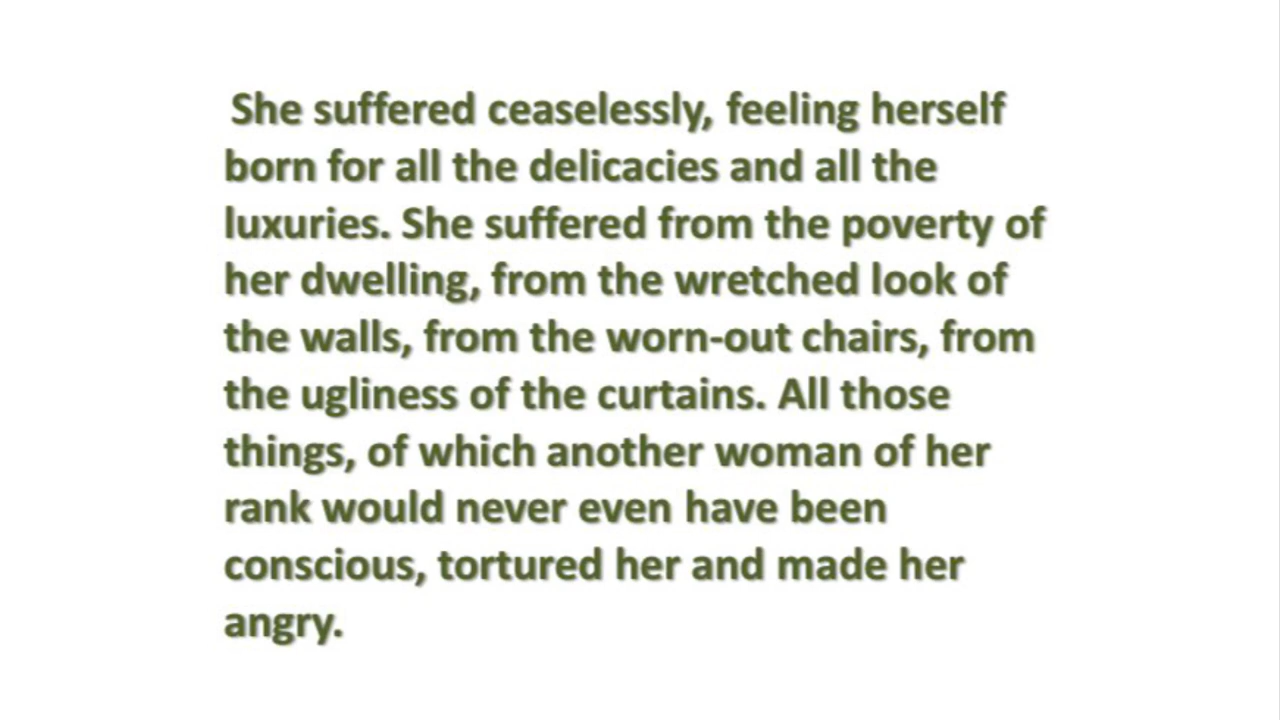 She suffered ceaselessly, feeling herself
born for all the delicacies and all the
luxuries. She suffered from the poverty of
her dwelling, from the wretched look of
the walls, from the worn-out chairs, from
the ugliness of the curtains. All those
things, of which another woman of her
rank would never even have been
conscious, tortured her and made her
angry.